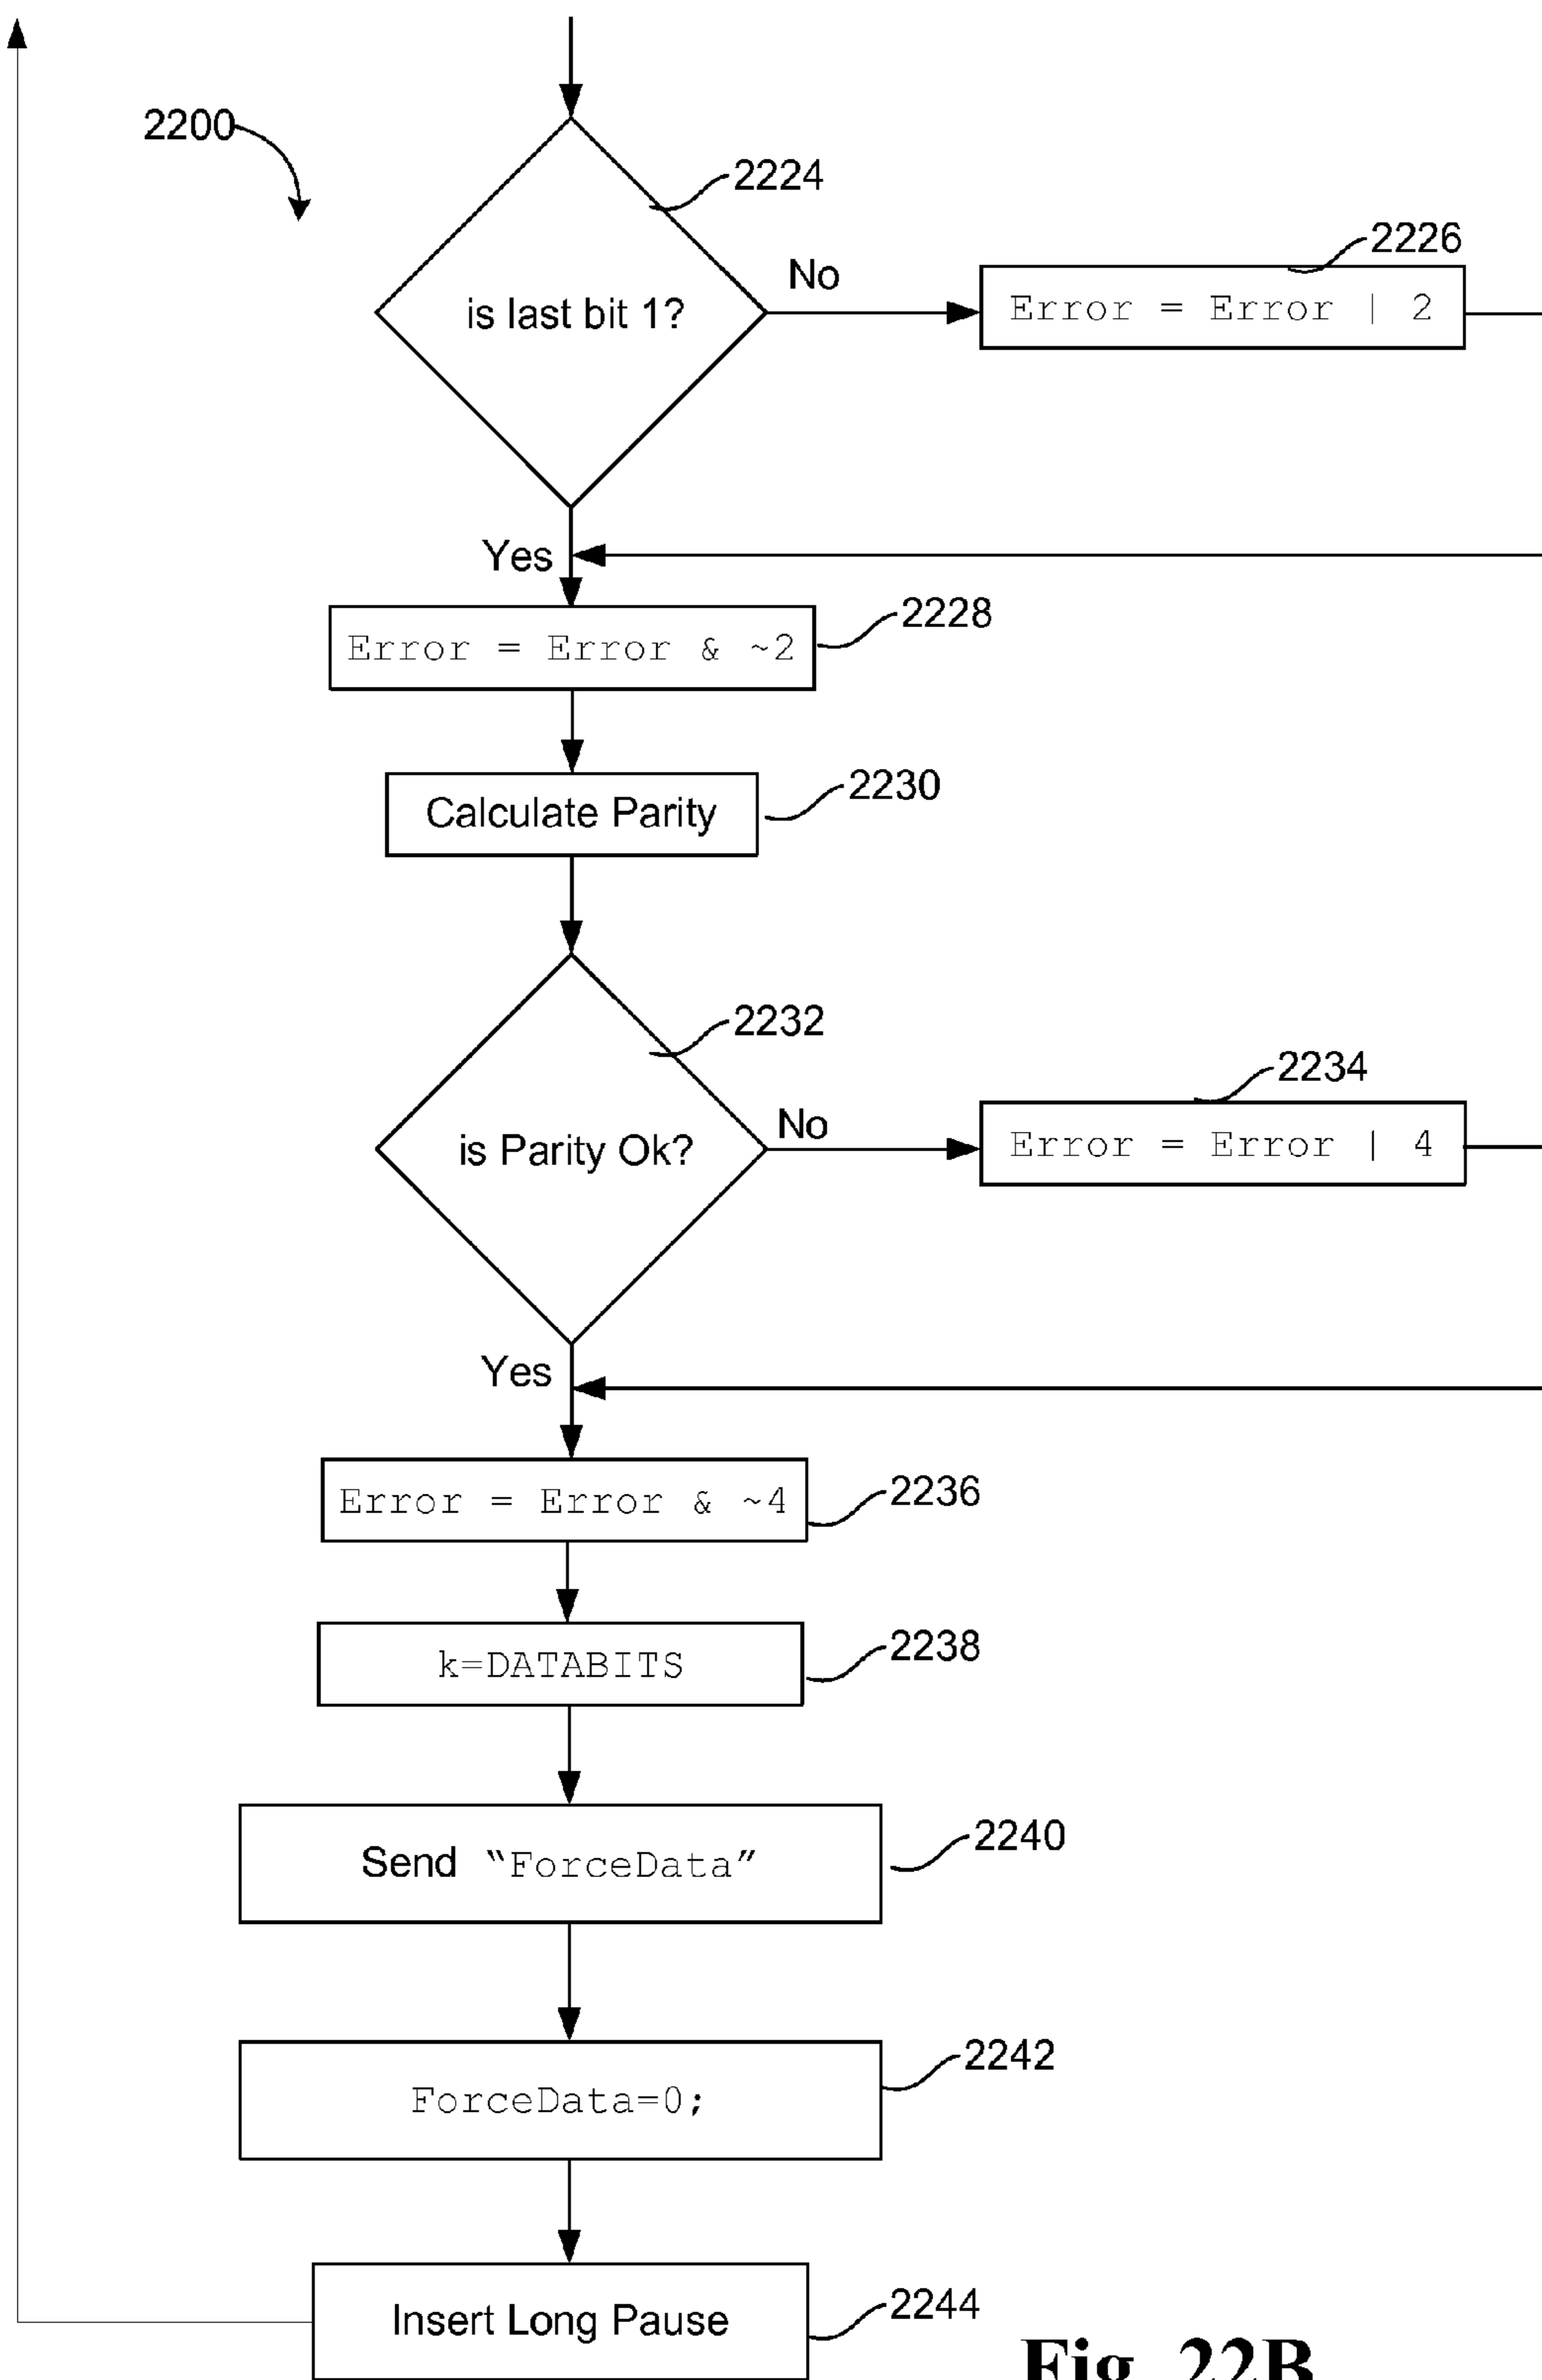 2200
2224
is last bit 1?
No
2226
Error = Error | 2
Yes
Error = Error & ~2
2228
Calculate Parity
2230
2232
is Parity Ok?
No
2234
Error = Error | 4
Yes
Error = Error & ~4
2236
k=DATABITS
2238
Send “ForceData”
2240
ForceData=0;
2242
Insert Long Pause
2244
Fig. 22B